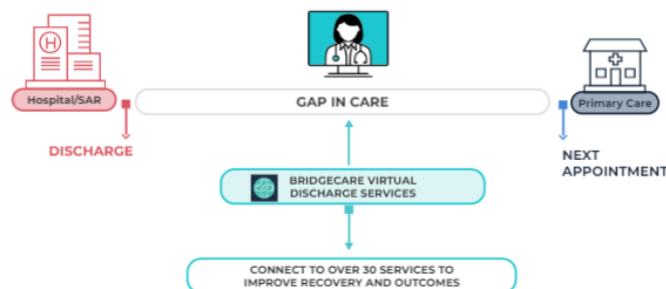 H
Hospital/SAR
GAP IN CARE
Primary Care
DISCHARGE
NEXT
APPOINTMENT
BRIDGECARE VIRTUAL
DISCHARGE SERVICES
CONNECT TO OVER 30 SERVICES TO
IMPROVE RECOVERY AND OUTCOMES